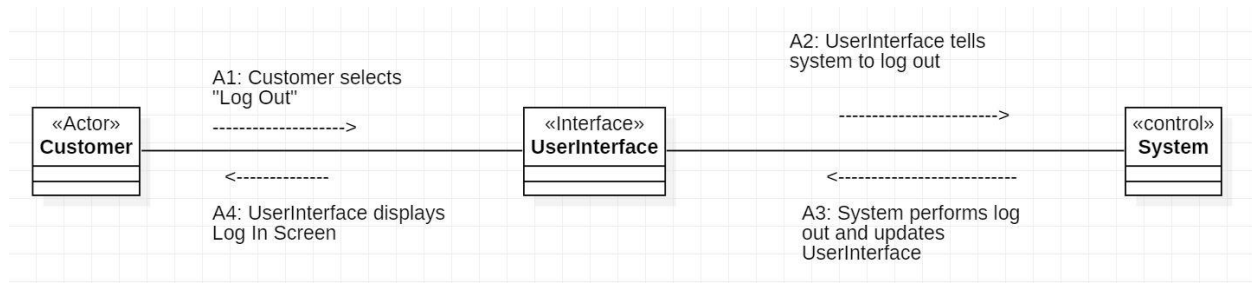 A2: UserInterface tells
system to log out
A1: Customer selects
"Log Out"
-------------------->
------------------------>
«Actor»
Customer
«Interface»
UserInterface
«control»
System
<--------------
<---------------------------
A4: UserInterface displays
Log In Screen
A3: System performs log
out and updates
UserInterface